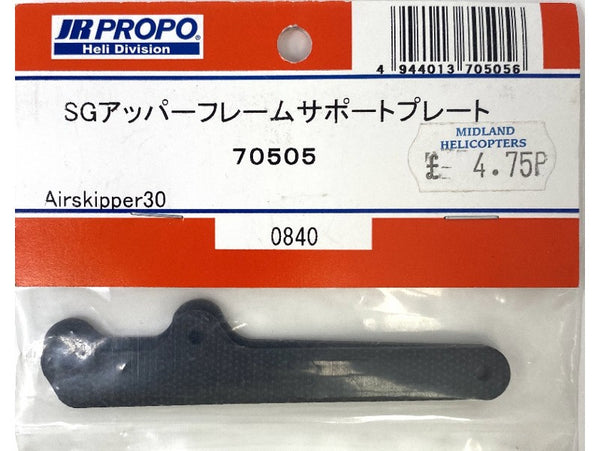 JR PROPO
Heli Division
4 944013 705056
SGアッパーフレームサポートプレート
70505
MIDLAND
HELICOPTERS
£- 4.75P
Airskipper30
0840